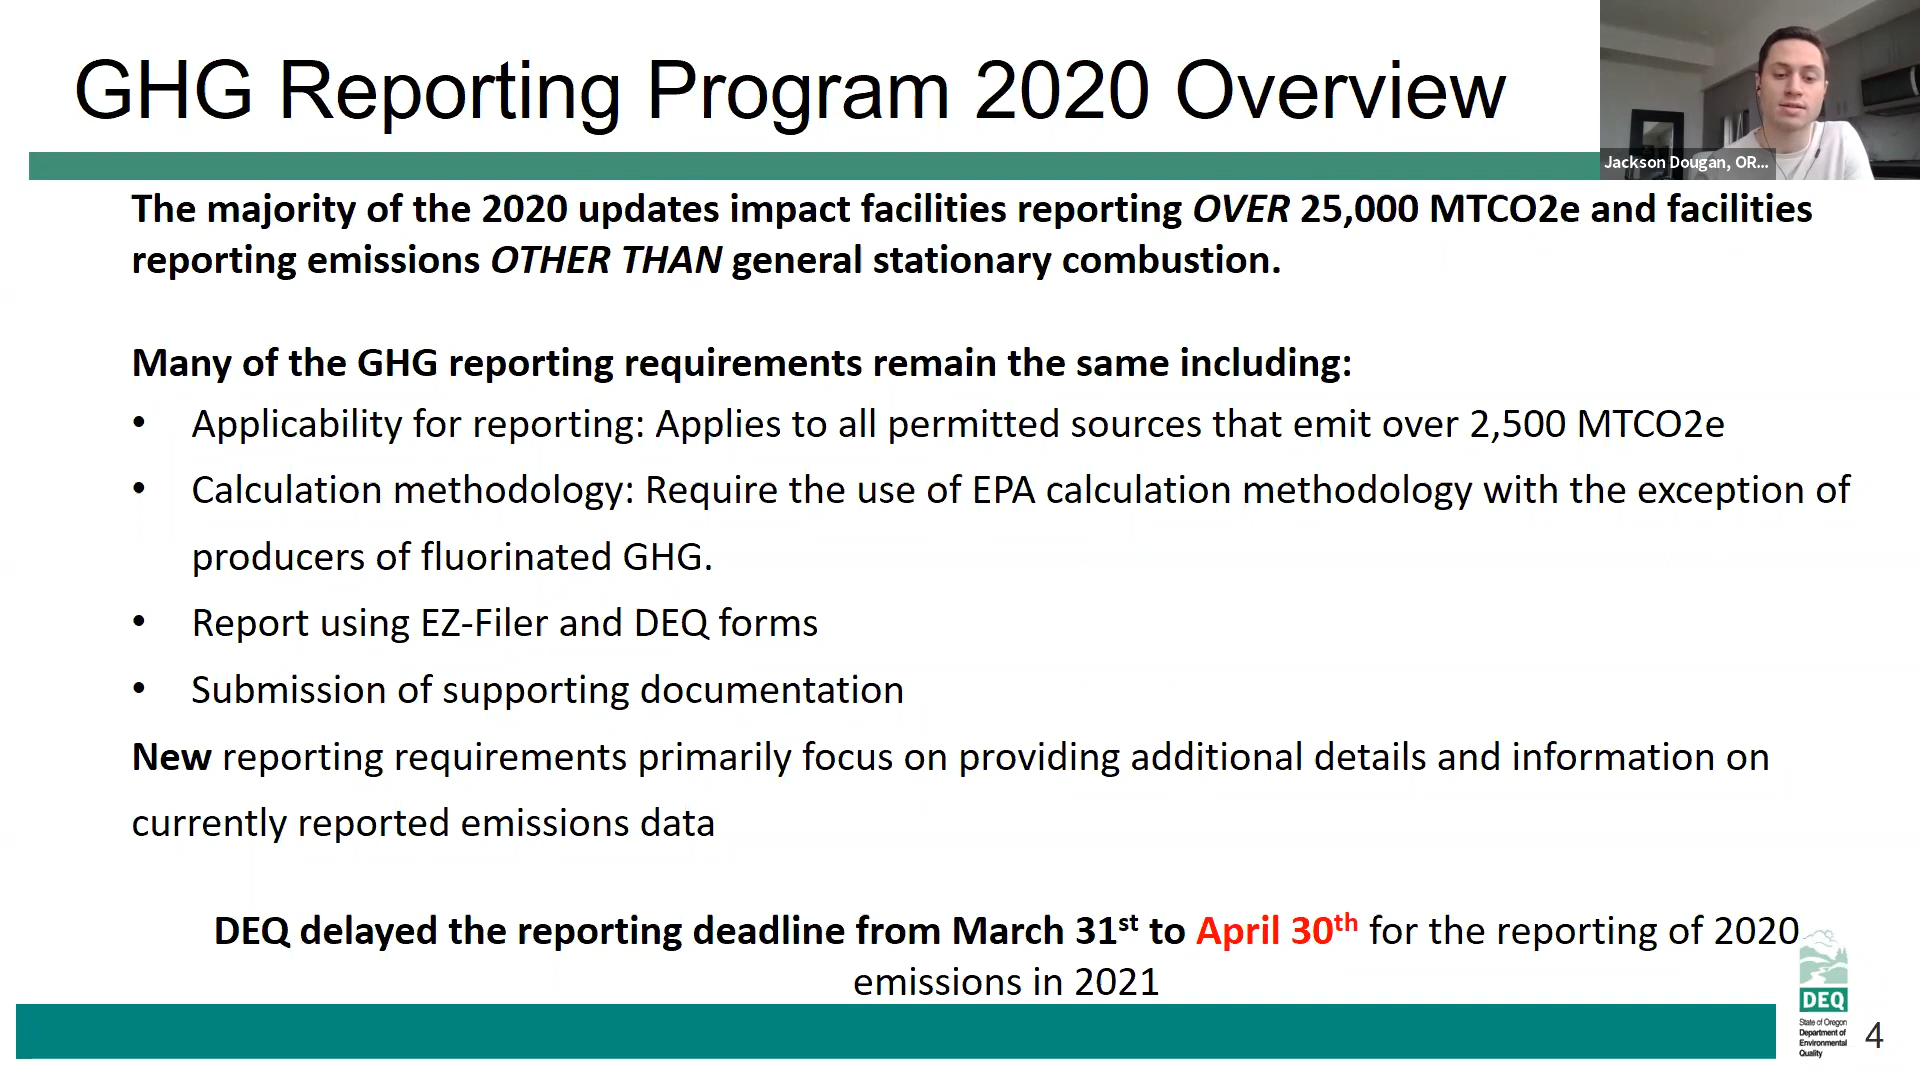 GHG Reporting Program 2020 Overview
Jackson Dougan, OR...
The majority of the 2020 updates impact facilities reporting OVER 25,000 MTCO2e and facilities
reporting emissions OTHER THAN general stationary combustion.
Many of the GHG reporting requirements remain the same including:
• Applicability for reporting: Applies to all permitted sources that emit over 2,500 MTCO2e
• Calculation methodology: Require the use of EPA calculation methodology with the exception of
producers of fluorinated GHG.
• Report using EZ-Filer and DEQ forms
• Submission of supporting documentation
New reporting requirements primarily focus on providing additional details and information on
currently reported emissions data
DEQ delayed the reporting deadline from March 31st to April 30th for the reporting of 2020
emissions in 2021
DEQ
State of Oregon
Department of
Environmental
Quality
4